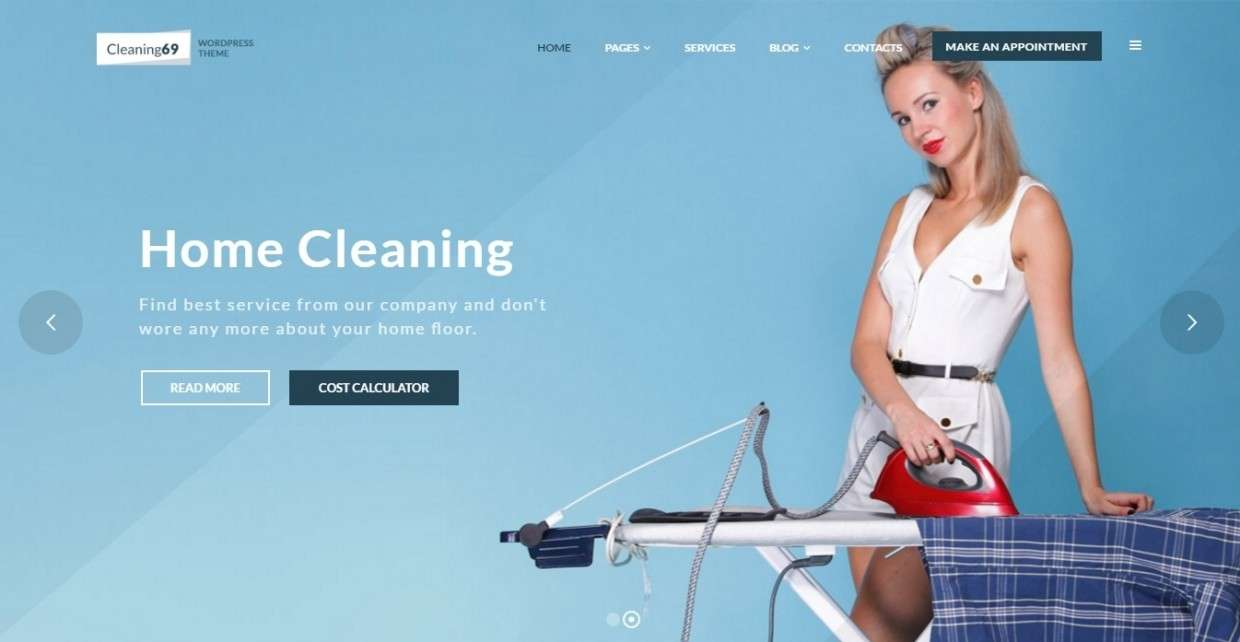 Cleaning69
WORDPRESS
THEME
HOME
PAGES
SERVICES
BLOG
CONTACTS
MAKE AN APPOINTMENT
Home Cleaning
Find best service from our company and don't
wore any more about your home floor.
READ MORE
COST CALCULATOR